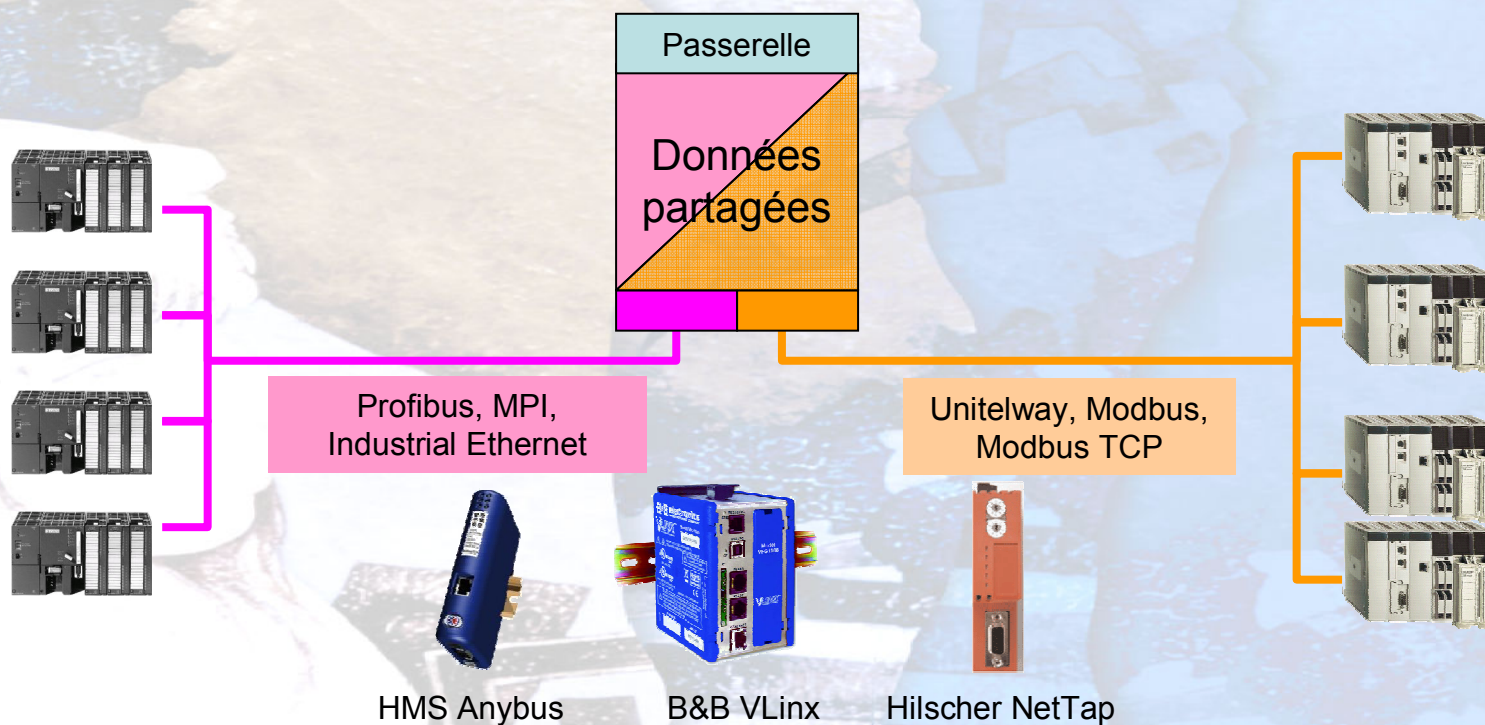 Passerelle
Données
partagées
Profibus, MPI,
Industrial Ethernet
Unitelway, Modbus,
Modbus TCP
HMS Anybus
B&B VLinx
Hilscher NetTap